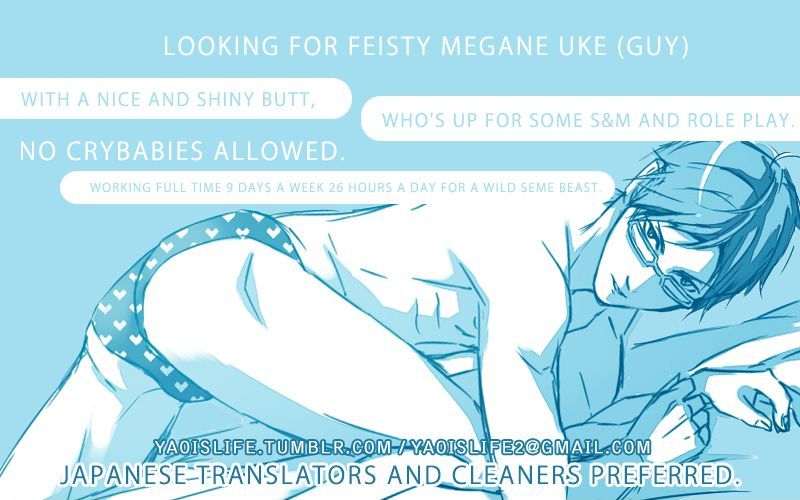 LOOKING FOR FEISTY MEGANE UKE (GUY)
WITH A NICE AND SHINY BUTT,
WHO'S UP FOR SOME S&M AND ROLE PLAY.
NO CRYBABIES ALLOWED.
WORKING FULL TIME 9 DAYS A WEEK 26 HOURS A DAY FOR A WILD SEME BEAST.
YAOISLIFE.TUMBLR.COM / YAOISLIFE2@GMAIL.COM
JAPANESE TRANSLATORS AND CLEANERS PREFERRED.